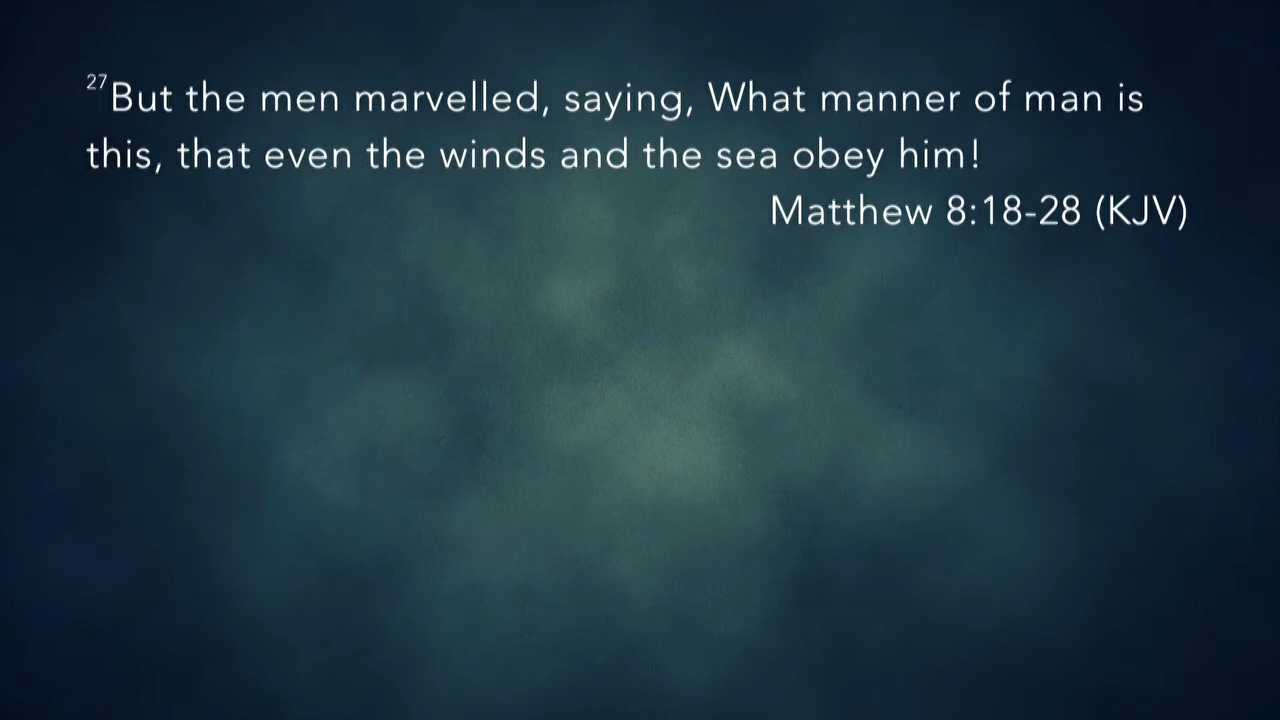 27But the men marvelled, saying, What manner of man is
this, that even the winds and the sea obey him!
Matthew 8:18-28 (KJV)